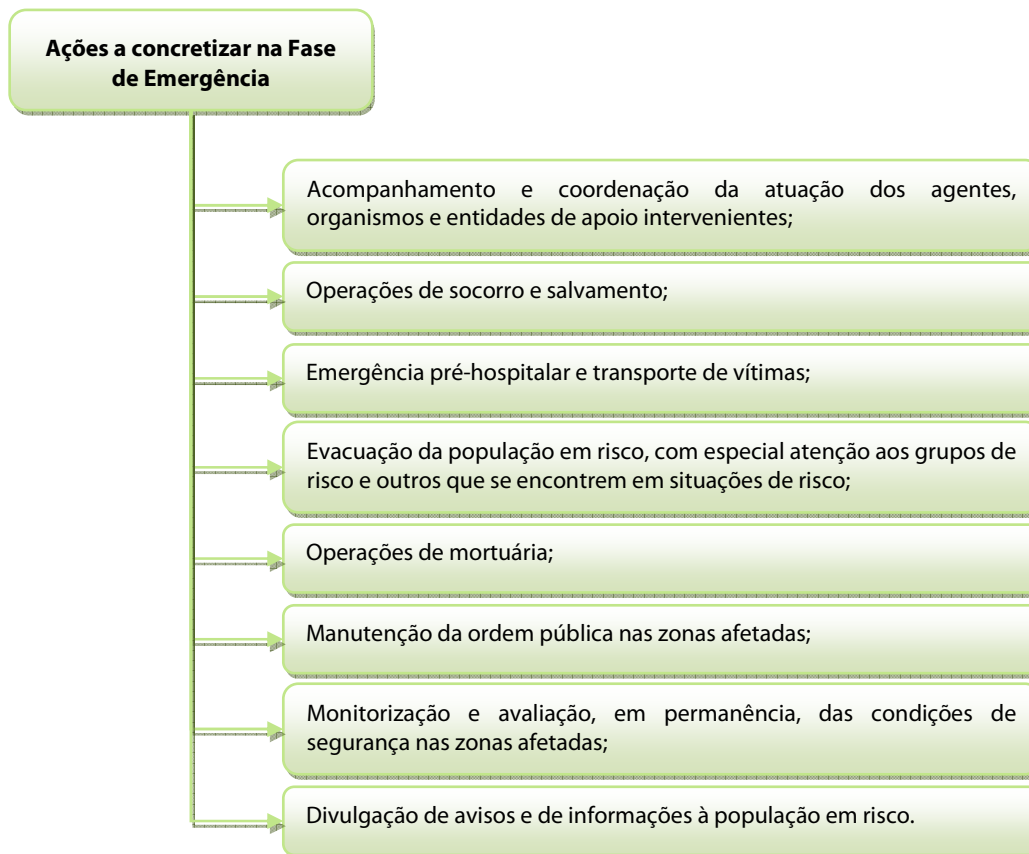 Ações a concretizar na Fase
de Emergência
Acompanhamento e coordenação da atuação dos agentes,
organismos e entidades de apoio intervenientes;
Operações de socorro e salvamento;
Emergência pré-hospitalar e transporte de vítimas;
Evacuação da população em risco, com especial atenção aos grupos de
risco e outros que se encontrem em situações de risco;
Operações de mortuária;
Manutenção da ordem pública nas zonas afetadas;
Monitorização e avaliação, em permanência, das condições de
segurança nas zonas afetadas;
Divulgação de avisos e de informações à população em risco.